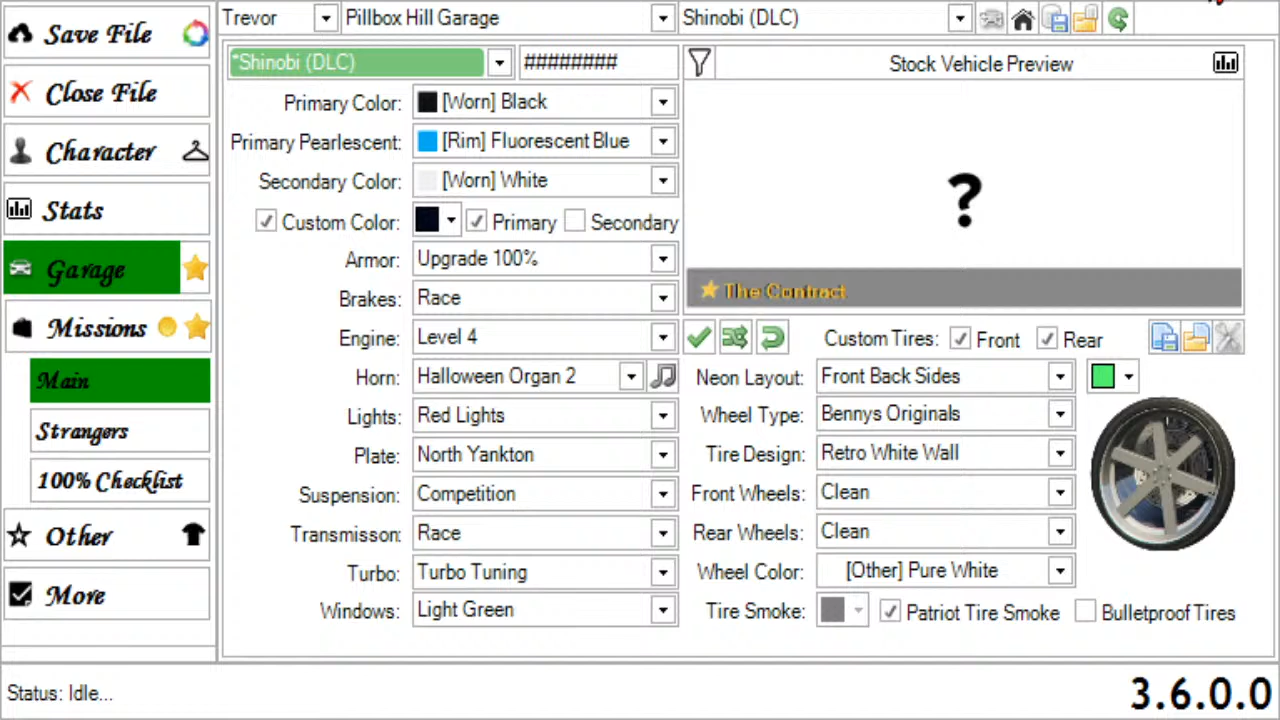 Trevor
Pillbox Hill Garage
Shinobi (DLC)
Save File
Close File
Character
Stats
Garage
Missions
Main
Strangers
100% Checklist
Other
More
*Shinobi (DLC)
########
Primary Color: [Worn] Black
Primary Pearlescent: [Rim] Fluorescent Blue
Secondary Color: [Worn] White
Custom Color: Primary Secondary
Armor: Upgrade 100%
Brakes: Race
Engine: Level 4
Horn: Halloween Organ 2
Lights: Red Lights
Plate: North Yankton
Suspension: Competition
Transmisson: Race
Turbo: Turbo Tuning
Windows: Light Green
Stock Vehicle Preview
?
The Contract
Custom Tires: Front Rear
Neon Layout: Front Back Sides
Wheel Type: Bennys Originals
Tire Design: Retro White Wall
Front Wheels: Clean
Rear Wheels: Clean
Wheel Color: [Other] Pure White
Tire Smoke: Patriot Tire Smoke Bulletproof Tires
Status: Idle...
3.6.0.0